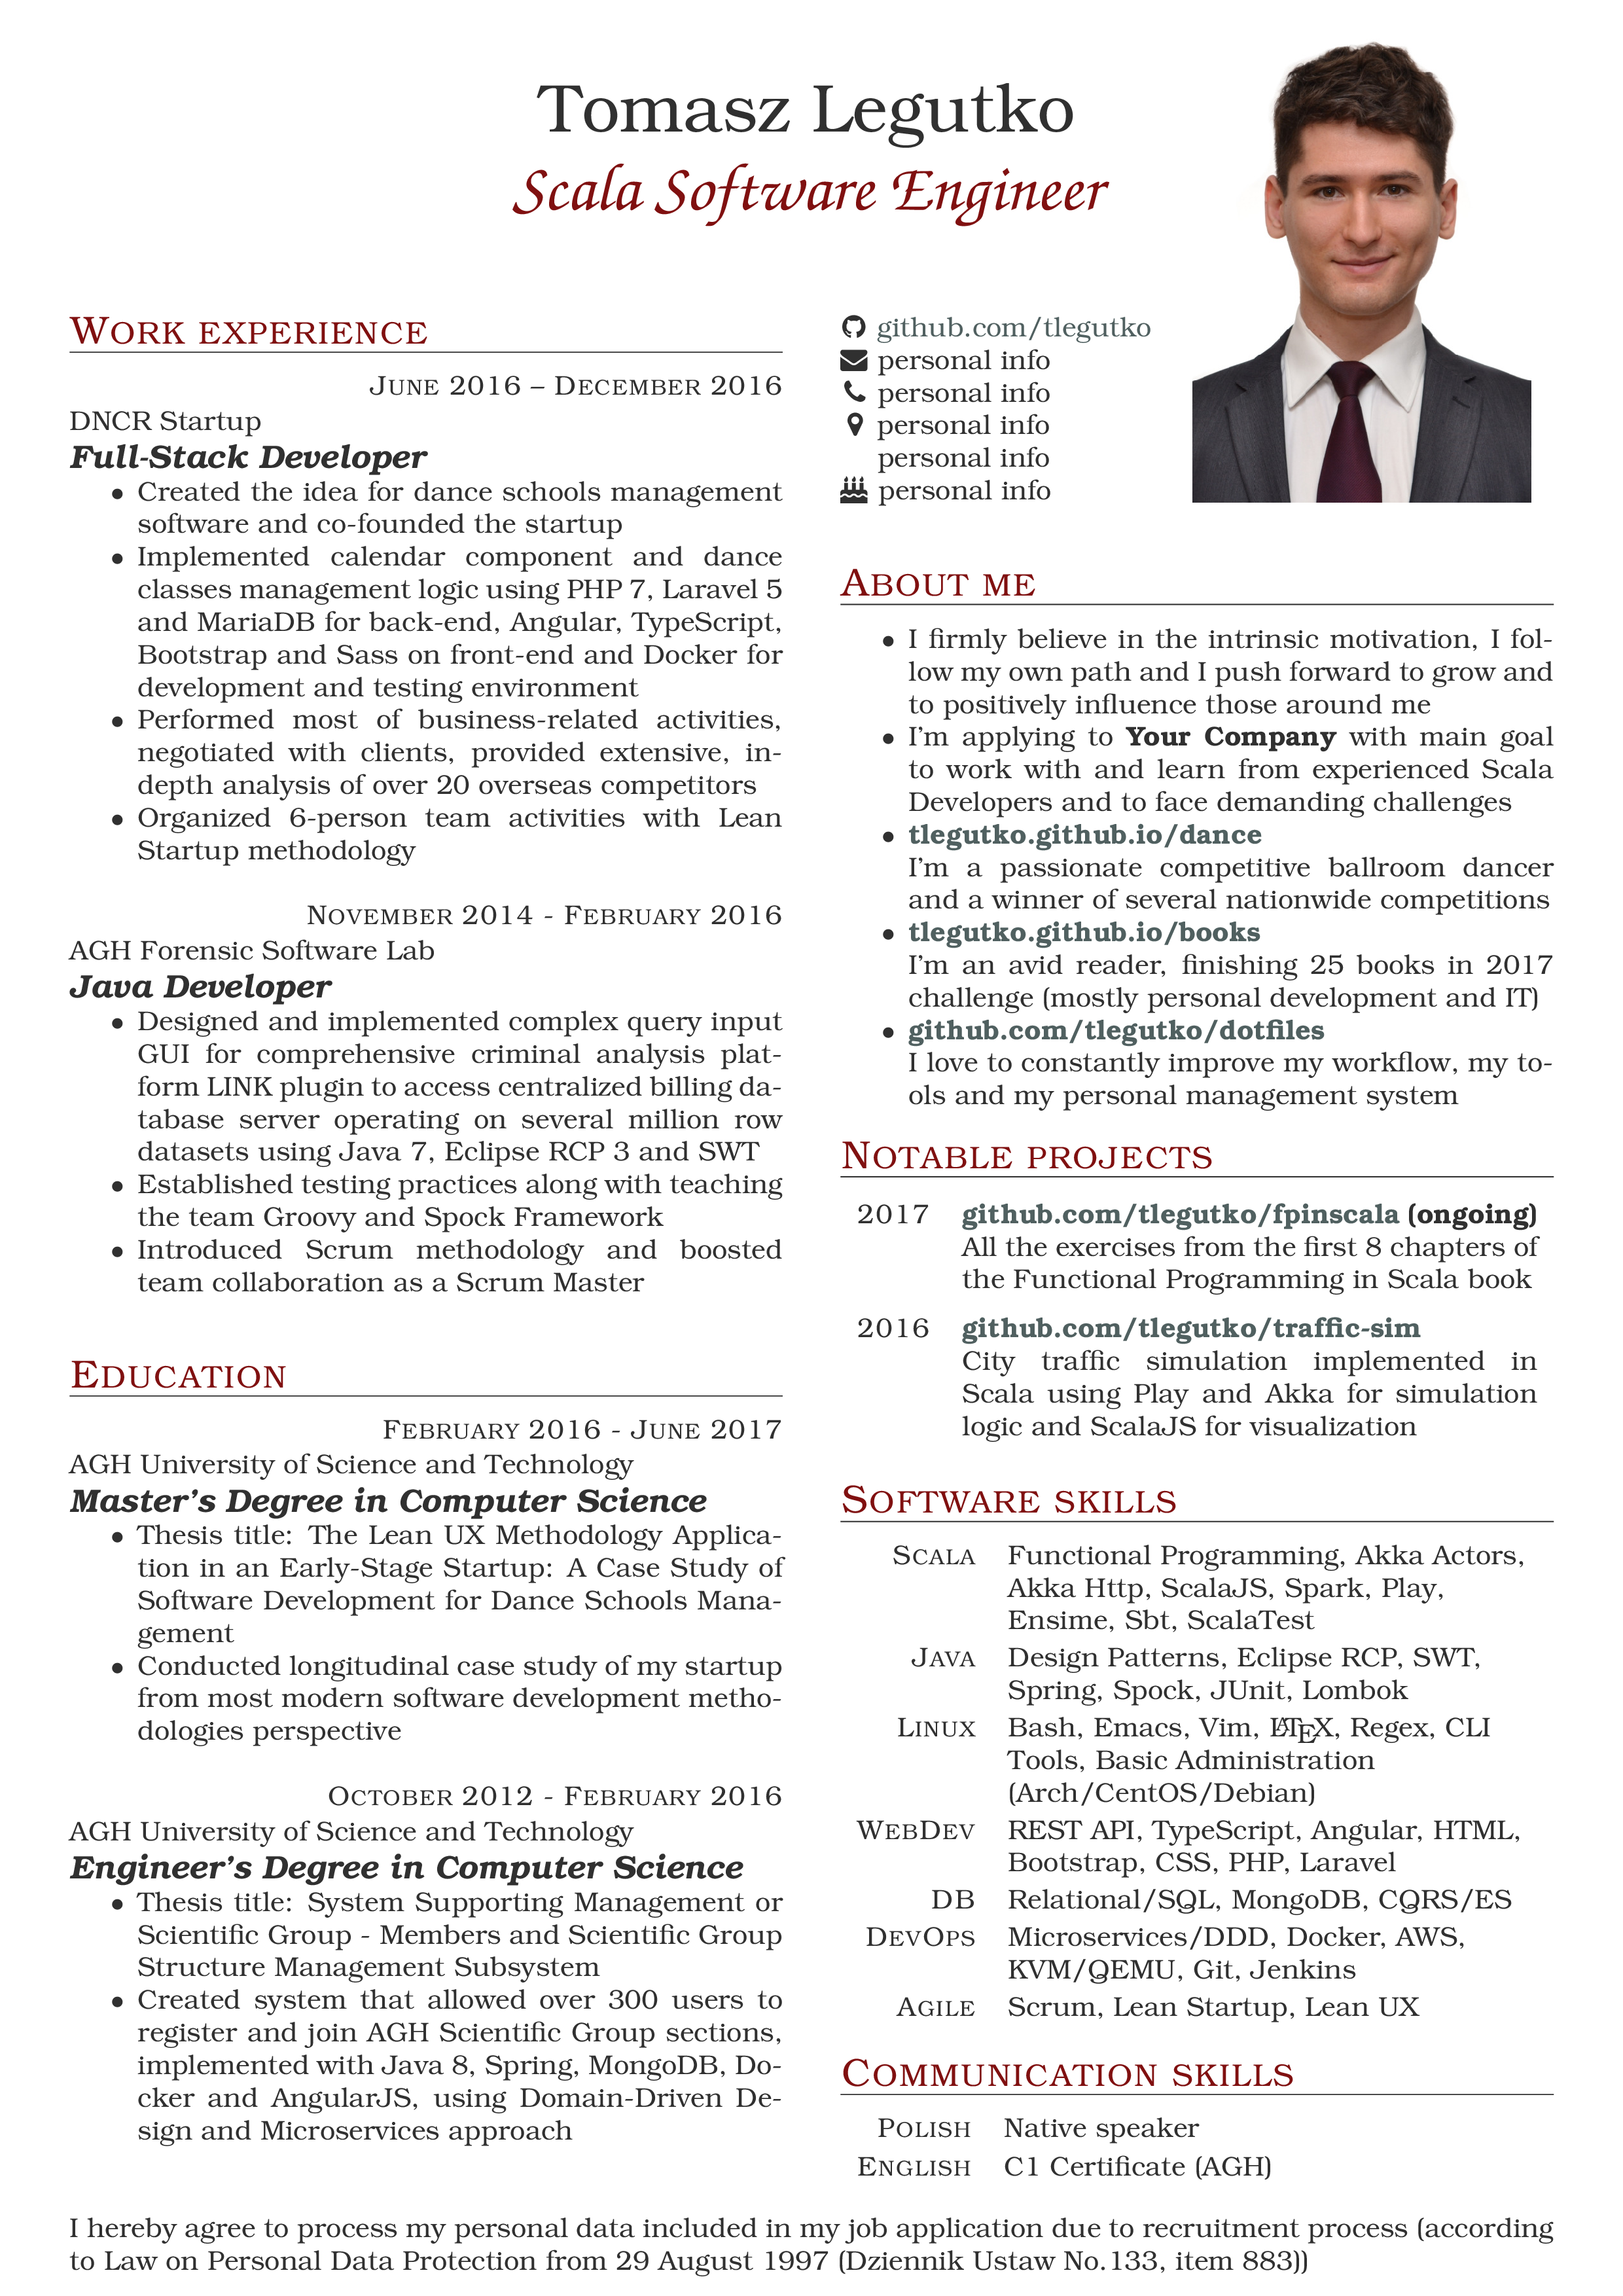 Tomasz Legutko
Scala Software Engineer
Work experience
June 2016 – December 2016
DNCR Startup
Full-Stack Developer
• Created the idea for dance schools management
software and co-founded the startup
• Implemented calendar component and dance
classes management logic using PHP 7, Laravel 5
and MariaDB for back-end, Angular, TypeScript,
Bootstrap and Sass on front-end and Docker for
development and testing environment
• Performed most of business-related activities,
negotiated with clients, provided extensive, in-
depth analysis of over 20 overseas competitors
• Organized 6-person team activities with Lean
Startup methodology
November 2014 - February 2016
AGH Forensic Software Lab
Java Developer
• Designed and implemented complex query input
GUI for comprehensive criminal analysis plat-
form LINK plugin to access centralized billing da-
tabase server operating on several million row
datasets using Java 7, Eclipse RCP 3 and SWT
• Established testing practices along with teaching
the team Groovy and Spock Framework
• Introduced Scrum methodology and boosted
team collaboration as a Scrum Master
Education
February 2016 - June 2017
AGH University of Science and Technology
Master's Degree in Computer Science
• Thesis title: The Lean UX Methodology Applica-
tion in an Early-Stage Startup: A Case Study of
Software Development for Dance Schools Mana-
gement
• Conducted longitudinal case study of my startup
from most modern software development metho-
dologies perspective
October 2012 - February 2016
AGH University of Science and Technology
Engineer's Degree in Computer Science
• Thesis title: System Supporting Management or
Scientific Group - Members and Scientific Group
Structure Management Subsystem
• Created system that allowed over 300 users to
register and join AGH Scientific Group sections,
implemented with Java 8, Spring, MongoDB, Do-
cker and AngularJS, using Domain-Driven De-
sign and Microservices approach
github.com/tlegutko
personal info
personal info
personal info
personal info
personal info
About me
• I firmly believe in the intrinsic motivation, I fol-
low my own path and I push forward to grow and
to positively influence those around me
• I'm applying to Your Company with main goal
to work with and learn from experienced Scala
Developers and to face demanding challenges
• tlegutko.github.io/dance
I'm a passionate competitive ballroom dancer
and a winner of several nationwide competitions
• tlegutko.github.io/books
I'm an avid reader, finishing 25 books in 2017
challenge (mostly personal development and IT)
• github.com/tlegutko/dotfiles
I love to constantly improve my workflow, my to-
ols and my personal management system
Notable projects
2017 github.com/tlegutko/fpinscala (ongoing)
All the exercises from the first 8 chapters of
the Functional Programming in Scala book
2016 github.com/tlegutko/traffic-sim
City traffic simulation implemented in
Scala using Play and Akka for simulation
logic and ScalaJS for visualization
Software skills
Scala Functional Programming, Akka Actors,
Akka Http, ScalaJS, Spark, Play,
Ensime, Sbt, ScalaTest
Java Design Patterns, Eclipse RCP, SWT,
Spring, Spock, JUnit, Lombok
Linux Bash, Emacs, Vim, LATEX, Regex, CLI
Tools, Basic Administration
(Arch/CentOS/Debian)
WebDev REST API, TypeScript, Angular, HTML,
Bootstrap, CSS, PHP, Laravel
DB Relational/SQL, MongoDB, CQRS/ES
DevOps Microservices/DDD, Docker, AWS,
KVM/QEMU, Git, Jenkins
Agile Scrum, Lean Startup, Lean UX
Communication skills
Polish Native speaker
English C1 Certificate (AGH)
I hereby agree to process my personal data included in my job application due to recruitment process (according
to Law on Personal Data Protection from 29 August 1997 (Dziennik Ustaw No.133, item 883))